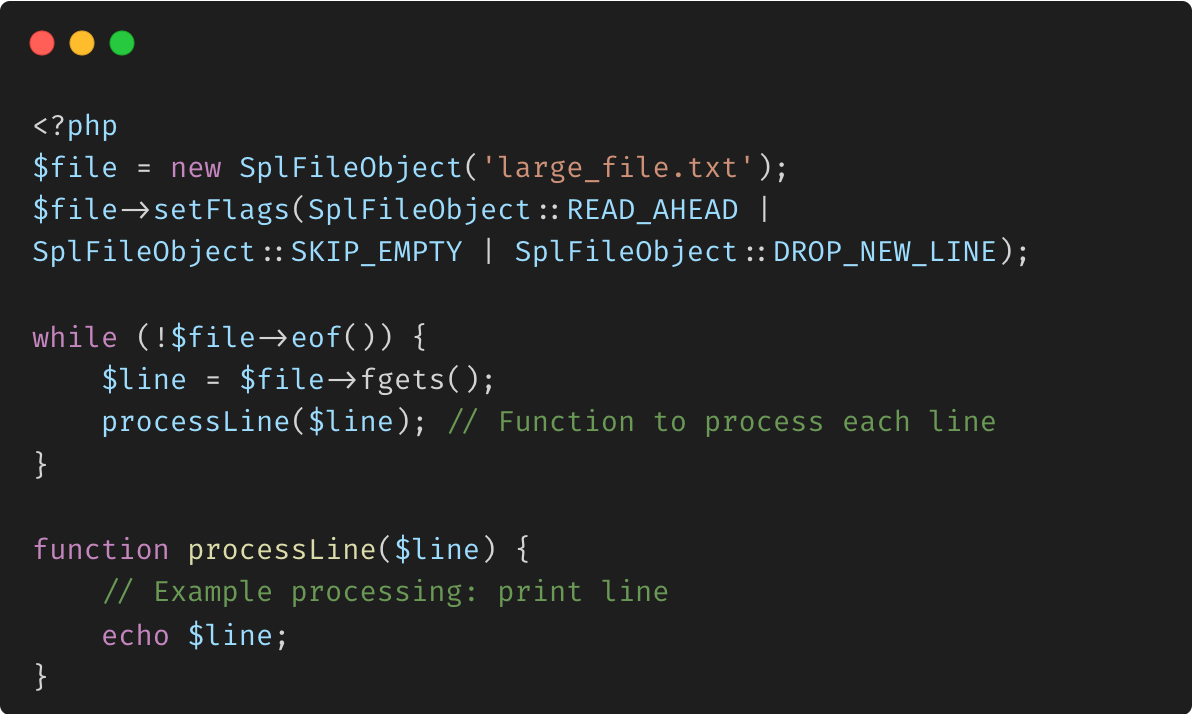 <?php
$file = new SplFileObject('large_file.txt');
$file->setFlags(SplFileObject::READ_AHEAD |
SplFileObject::SKIP_EMPTY | SplFileObject::DROP_NEW_LINE);

while (!$file->eof()) {
    $line = $file->fgets();
    processLine($line); // Function to process each line
}

function processLine($line) {
    // Example processing: print line
    echo $line;
}